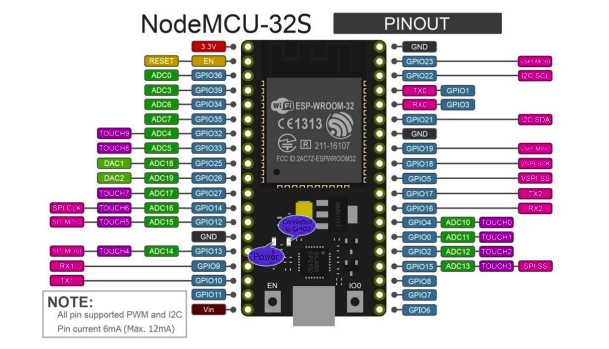 NodeMCU-32S PINOUT
3.3V GND
RESET EN GPIO23 VSPI MOSI
ADC0 GPIO36 GPIO22 I2C SCL
ADC3 GPIO39 TX0 GPIO1
ADC6 GPIO34 RX0 GPIO3
ADC7 GPIO35 GPIO21 I2C SDA
TOUCH9 ADC4 GPIO32 GND
TOUCH8 ADC5 GPIO33 GPIO19 VSPI MISO
DAC1 ADC18 GPIO25 GPIO18 VSPI SCK
DAC2 ADC19 GPIO26 GPIO5 VSPI SS
TOUCH7 ADC17 GPIO27 GPIO17 TX2
SPI CLK TOUCH6 ADC16 GPIO14 GPIO16 RX2
SPI MISO TOUCH5 ADC15 GPIO12 GPIO4 ADC10 TOUCH0
GND GPIO0 ADC11 TOUCH1
SPI MOSI TOUCH4 ADC14 GPIO13 GPIO2 ADC12 TOUCH2
RX1 GPIO9 GPIO15 ADC13 TOUCH3 SPI SS
TX1 GPIO10 GPIO8
GPIO11 GPIO7
Vin GPIO6
WiFi ESP-WROOM-32
CE1313
R 211-16107
FCC ID 2AC7Z-ESPWROOM32
AMS1117
Connected
to GPIO2
Power
EN IO0
NOTE:
All pin supported PWM and I2C
Pin current 6mA (Max. 12mA)